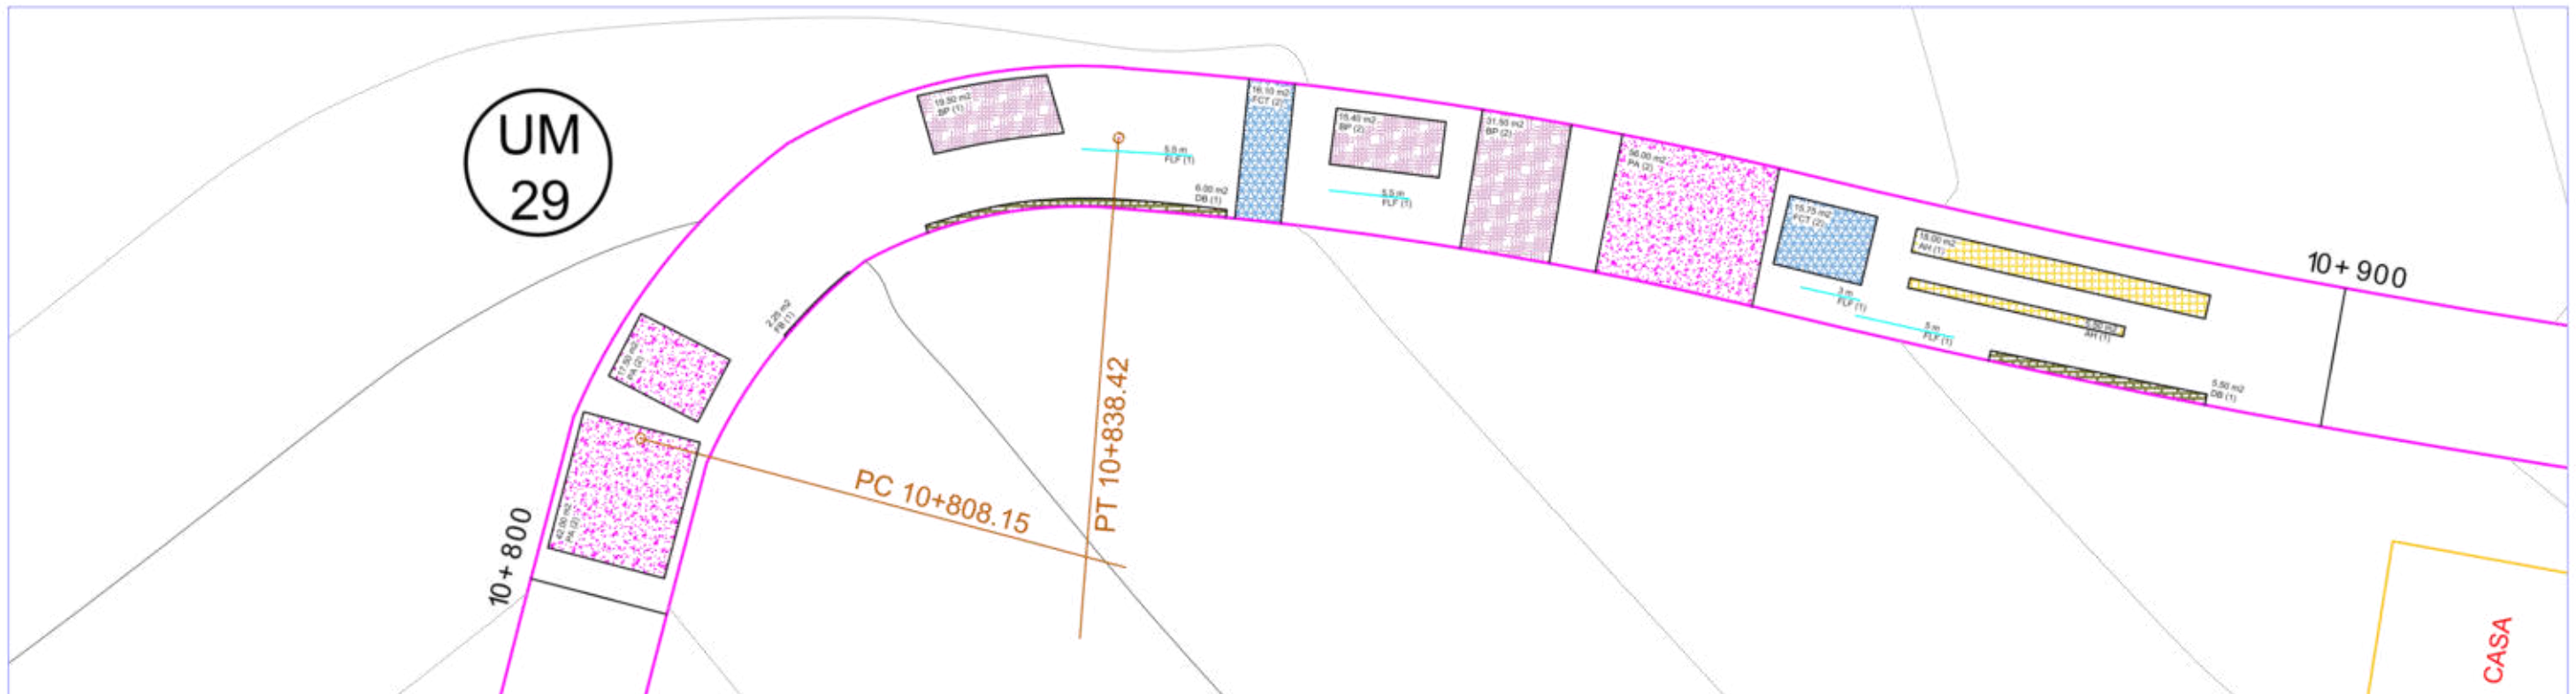 UM
29
19.50 m2
BP (1)
5.5 m
FLF (1)
6.00 m2
DB (1)
16.10 m2
FCT (2)
15.40 m2
BP (2)
5.5 m
FLF (1)
31.50 m2
BP (2)
56.00 m2
PA (2)
15.75 m2
FCT (2)
3 m
FLF (1)
5 m
FLF (1)
18.00 m2
AH (1)
AH (1)
5.50 m2
DB (1)
10+900
2.25 m2
FB (1)
17.50 m2
PA (2)
42.00 m2
PA (2)
10+800
PC 10+808.15
PT 10+838.42
CASA